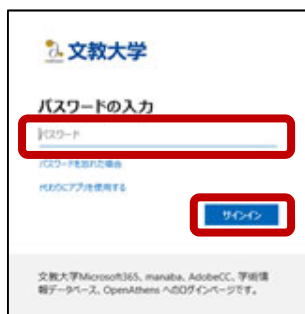 文教大学
パスワードの入力
パスワード
パスワードを忘れた場合
代わりにアプリを使用する
サインイン
文教大学Microsoft365、manaba、AdobeCC、学術情
報データベース、OpenAthens へのログインページです。